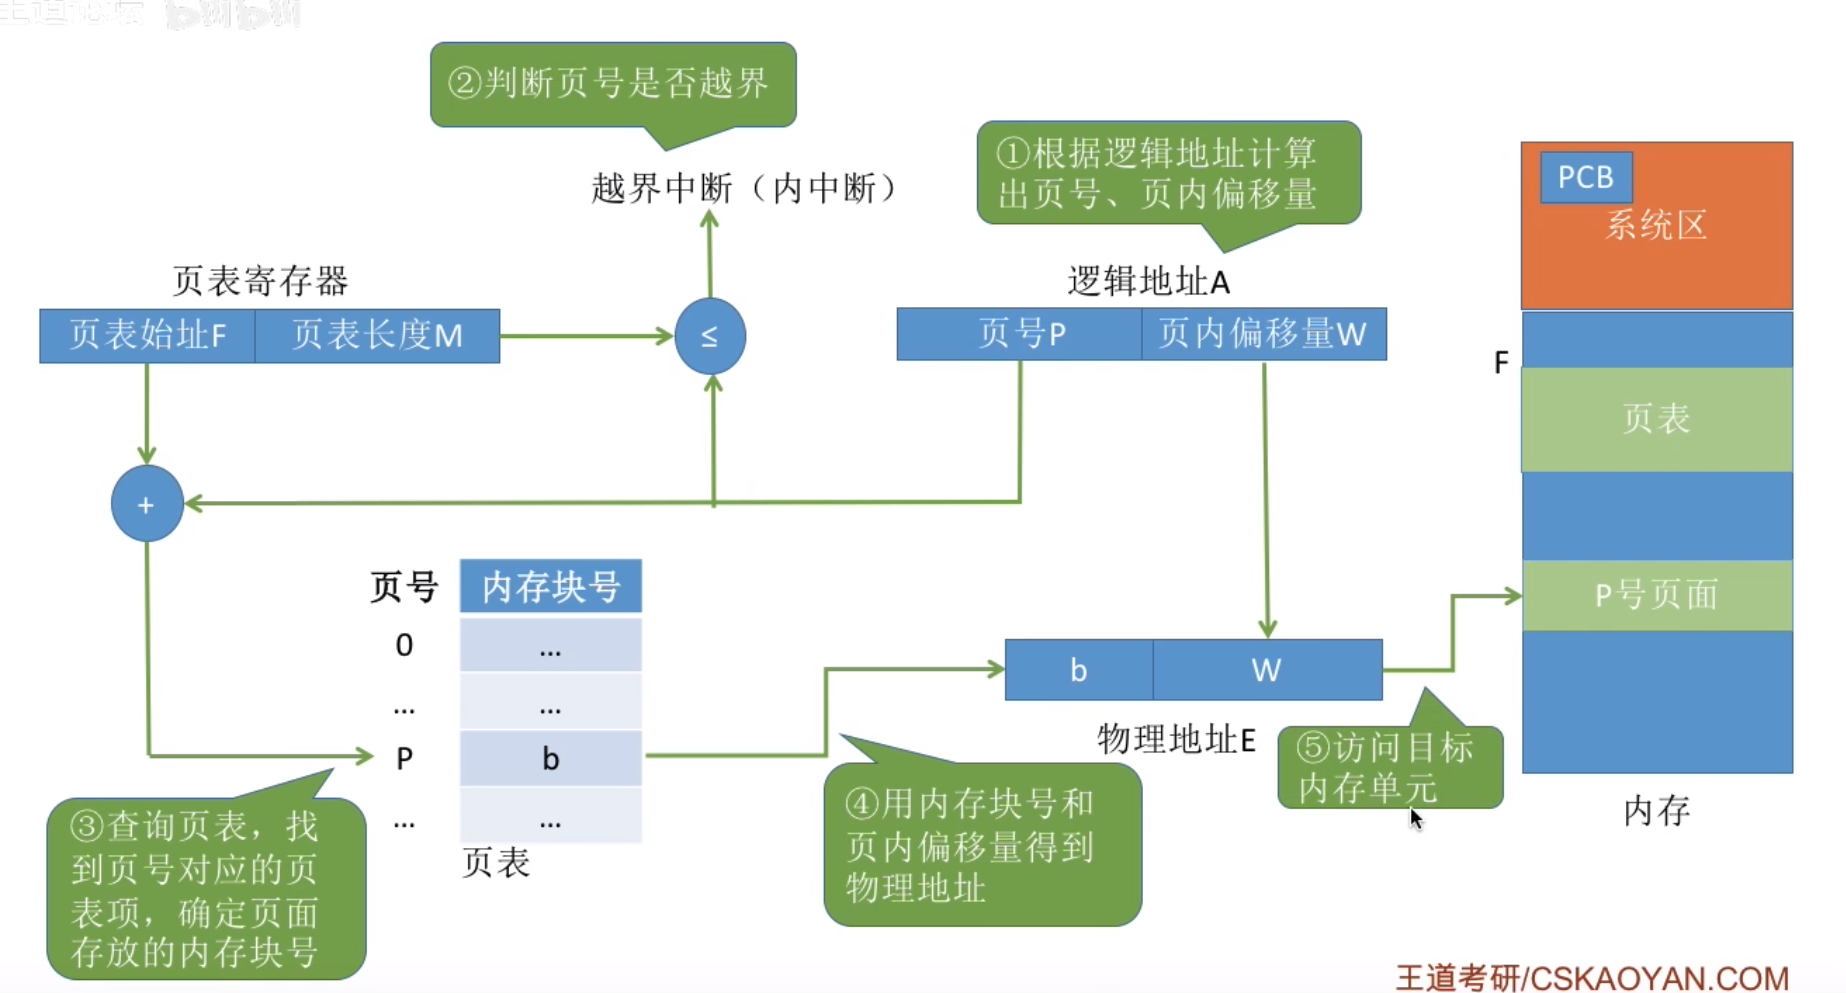 王道论坛 bilibili
②判断页号是否越界
①根据逻辑地址计算
出页号、页内偏移量
越界中断（内中断）
PCB
系统区
页表寄存器
逻辑地址A
页表始址F
页表长度M
≤
页号P
页内偏移量W
F
页表
+
页号
内存块号
P号页面
0
...
...
...
P
b
...
...
页表
b
W
物理地址E
③查询页表，找
到页号对应的页
表项，确定页面
存放的内存块号
④用内存块号和
页内偏移量得到
物理地址
⑤访问目标
内存单元
内存
王道考研/CSKAOYAN.COM